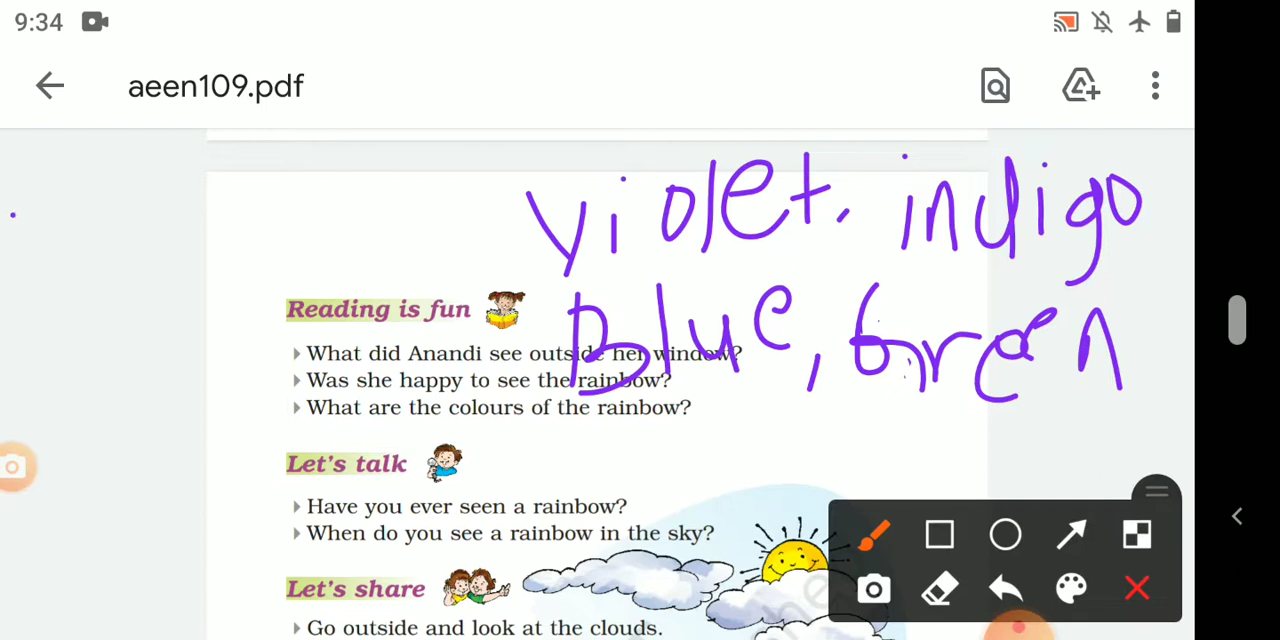 9:34
aeen109.pdf
Violet, indigo
Blue, Green
Reading is fun
What did Anandi see outside her window?
Was she happy to see the rainbow?
What are the colours of the rainbow?
Let's talk
Have you ever seen a rainbow?
When do you see a rainbow in the sky?
Let's share
Go outside and look at the clouds.